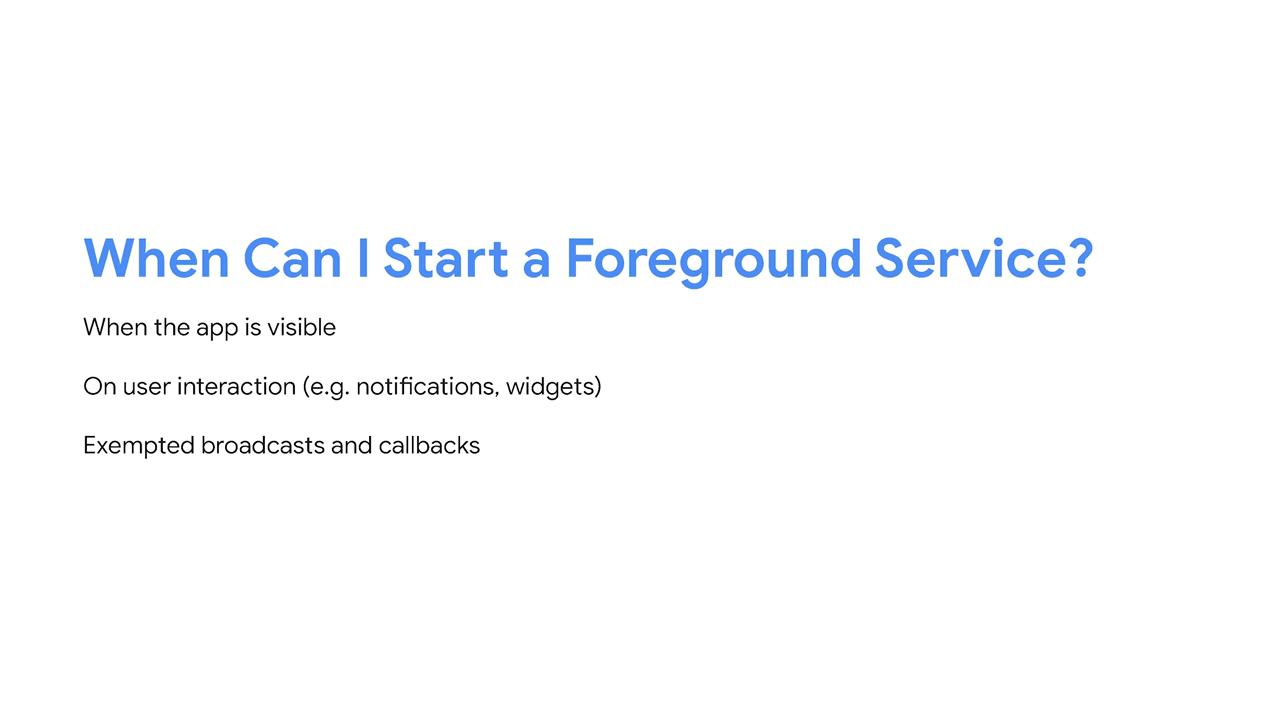 When Can I Start a Foreground Service?
When the app is visible
On user interaction (e.g. notifications, widgets)
Exempted broadcasts and callbacks